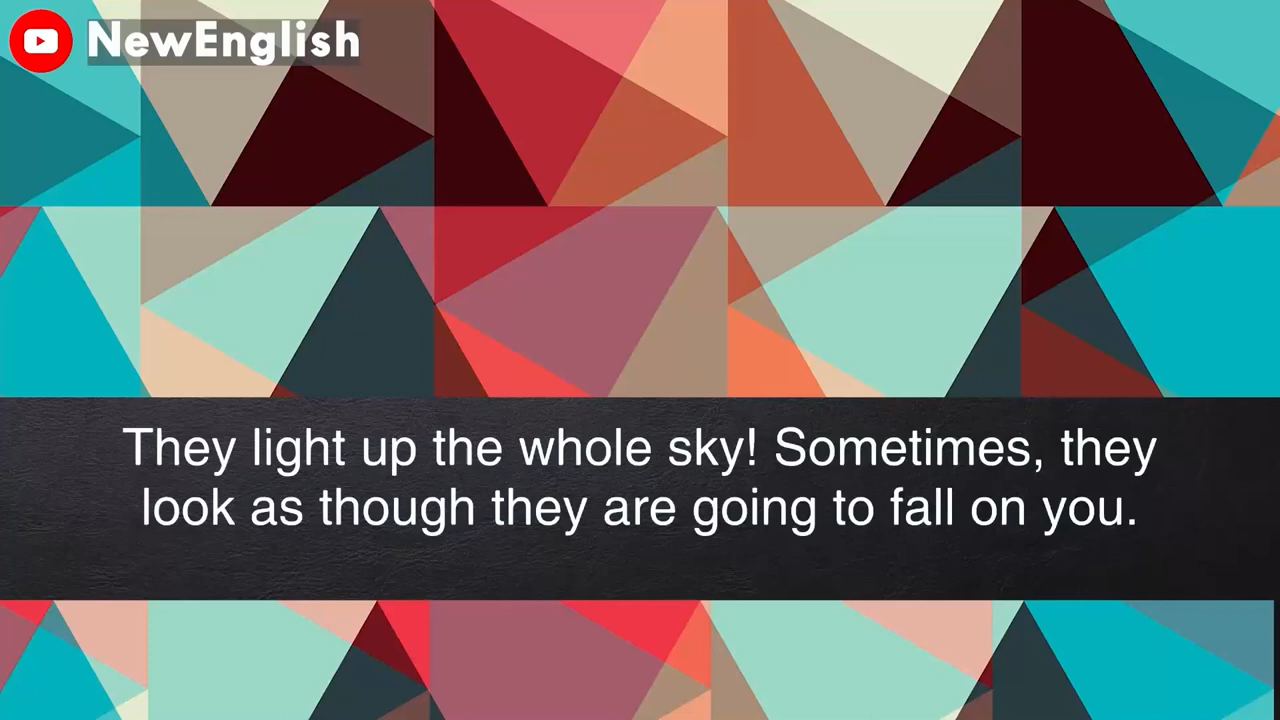 NewEnglish
They light up the whole sky! Sometimes, they
look as though they are going to fall on you.